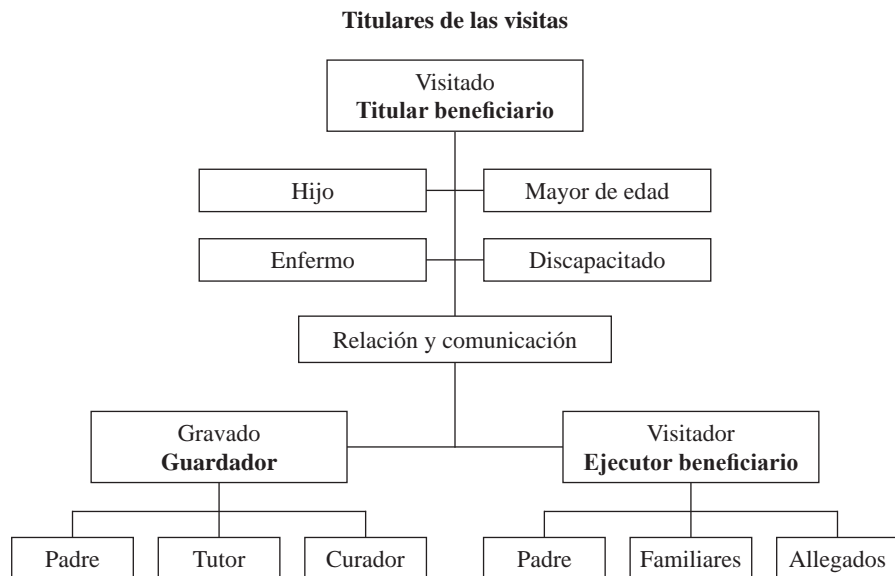 Titulares de las visitas
Visitado
Titular beneficiario
Hijo
Mayor de edad
Enfermo
Discapacitado
Relación y comunicación
Gravado
Guardador
Visitador
Ejecutor beneficiario
Padre
Tutor
Curador
Padre
Familiares
Allegados